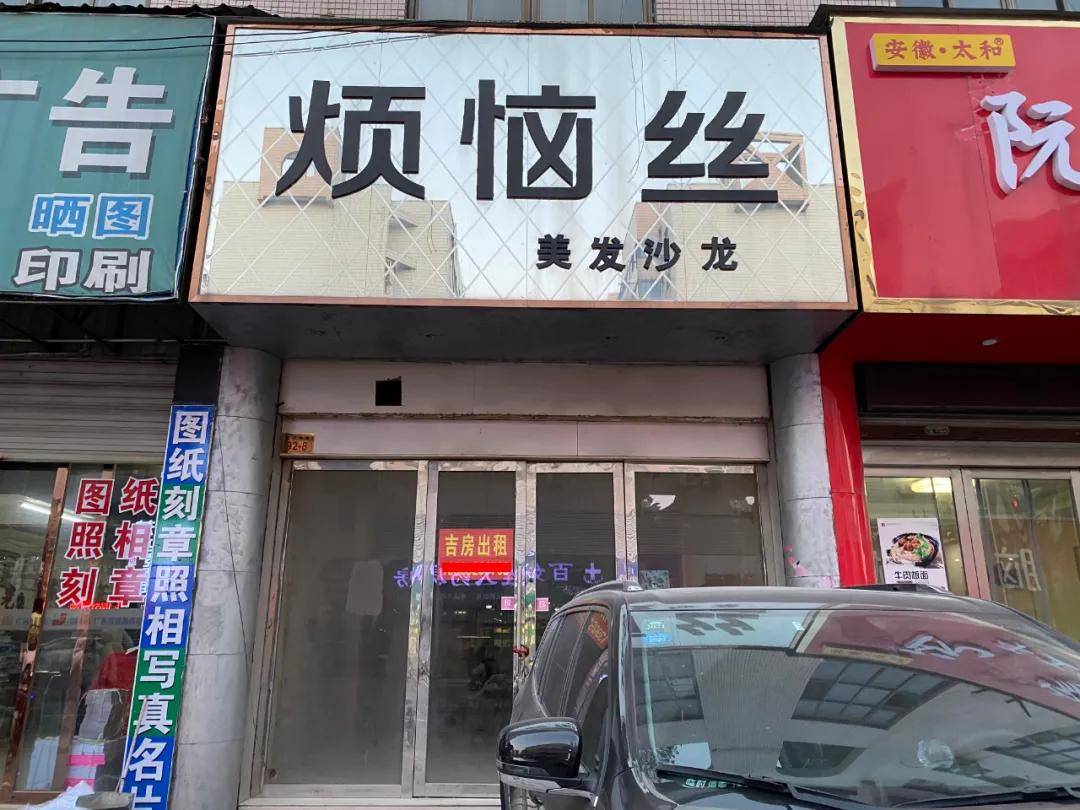 告
晒图
印刷
烦恼丝
美发沙龙
安徽·太和
阮
92-B
图纸刻章照相写真名片
图纸
照相
刻章
吉房出租
牛肉板面